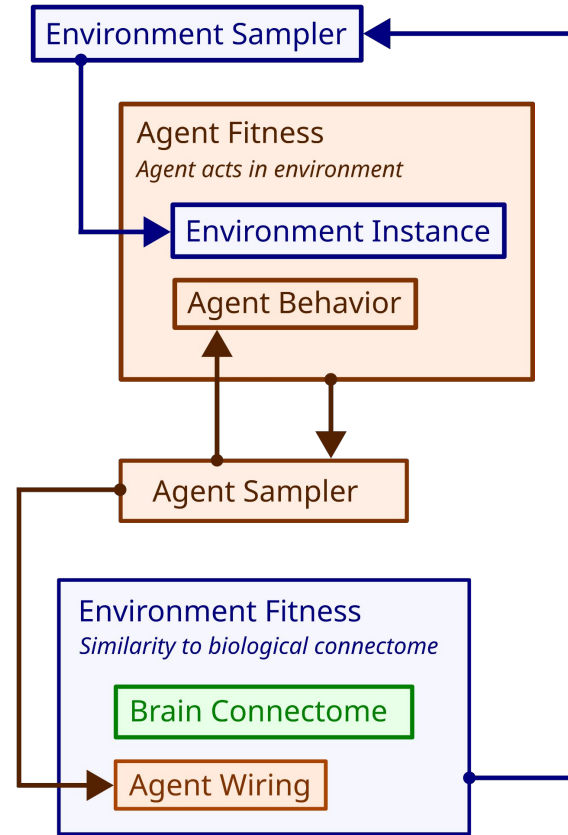 Environment Sampler
Agent Fitness
Agent acts in environment
Environment Instance
Agent Behavior
Agent Sampler
Environment Fitness
Similarity to biological connectome
Brain Connectome
Agent Wiring